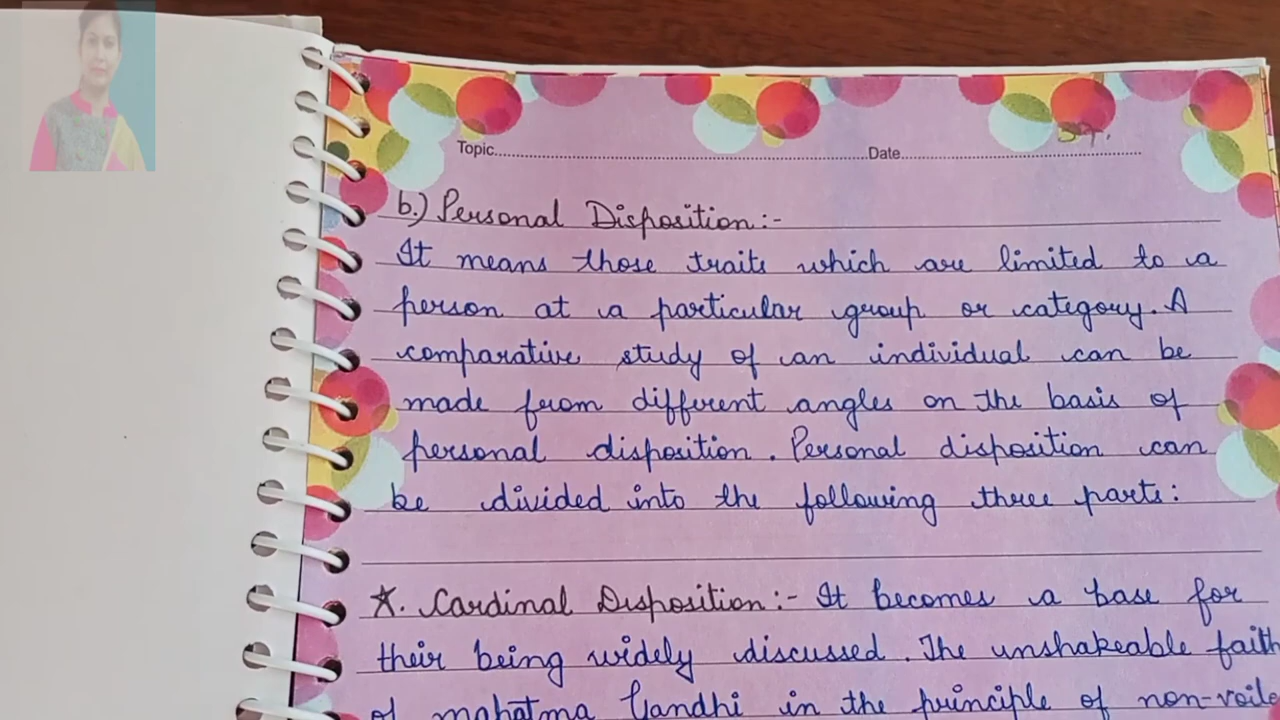 Topic Date
b.) Personal Disposition:-
It means those traits which are limited to a
person at a particular group or category. A
comparative study of an individual can be
made from different angles on the basis of
personal disposition. Personal disposition can
be divided into the following three parts:
*. Cardinal Disposition:- It becomes a base for
their being widely discussed. The unshakeable faith
of mahatma Gandhi in the principle of non-voile